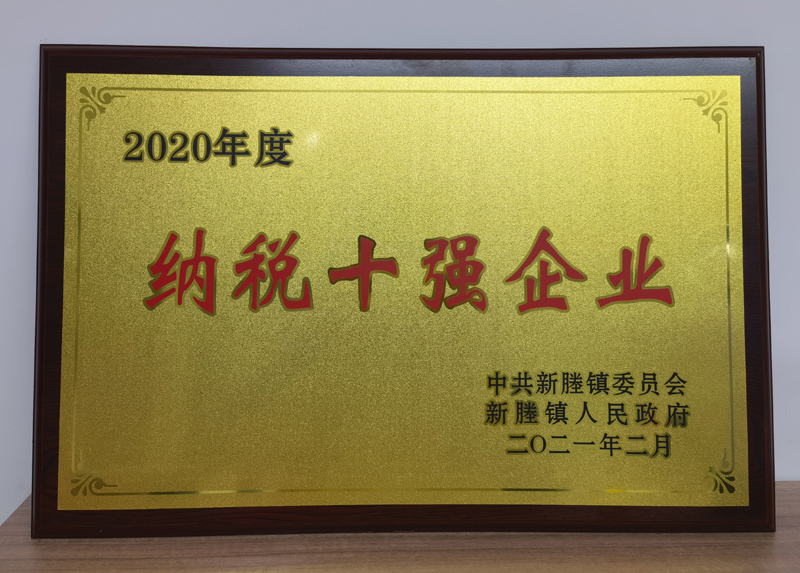 2020年度
纳税十强企业
中共新塍镇委员会
新塍镇人民政府
二〇二一年二月